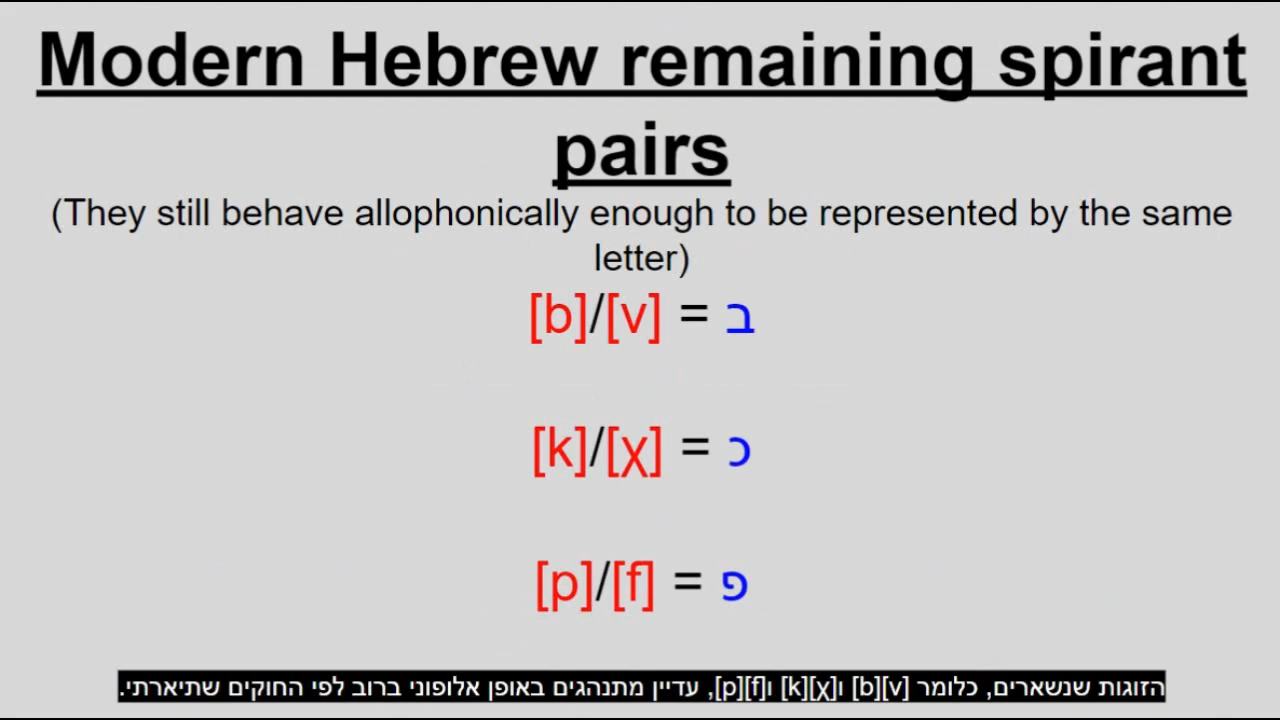 Modern Hebrew remaining spirant
pairs
(They still behave allophonically enough to be represented by the same
letter)
[b]/[v] = ב
[k]/[χ] = כ
[p]/[f] = פ
הזוגות שנשארים, כלומר [b][v] ו[k][χ] ו[p][f], עדיין מתנהגים באופן אלופוני ברוב לפי החוקים שתיארתי.